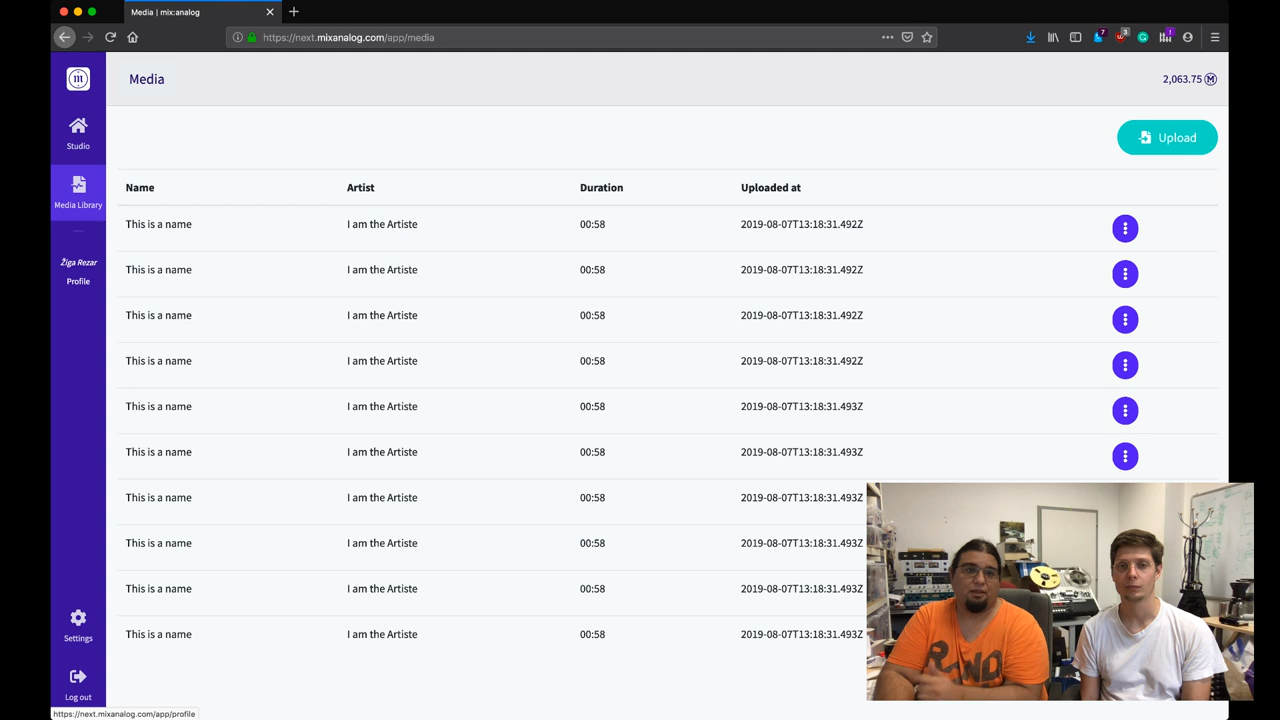 Media | mix:analog
https://next.mixanalog.com/app/media
7
3
!
m
Media
2,063.75 M
Studio
Upload
Media Library
Name Artist Duration Uploaded at
This is a name I am the Artiste 00:58 2019-08-07T13:18:31.492Z
This is a name I am the Artiste 00:58 2019-08-07T13:18:31.492Z
This is a name I am the Artiste 00:58 2019-08-07T13:18:31.492Z
This is a name I am the Artiste 00:58 2019-08-07T13:18:31.492Z
This is a name I am the Artiste 00:58 2019-08-07T13:18:31.493Z
This is a name I am the Artiste 00:58 2019-08-07T13:18:31.493Z
This is a name I am the Artiste 00:58 2019-08-07T13:18:31.493Z
This is a name I am the Artiste 00:58 2019-08-07T13:18:31.493Z
This is a name I am the Artiste 00:58 2019-08-07T13:18:31.493Z
This is a name I am the Artiste 00:58 2019-08-07T13:18:31.493Z
Žiga Rezar
Profile
Settings
Log out
https://next.mixanalog.com/app/profile